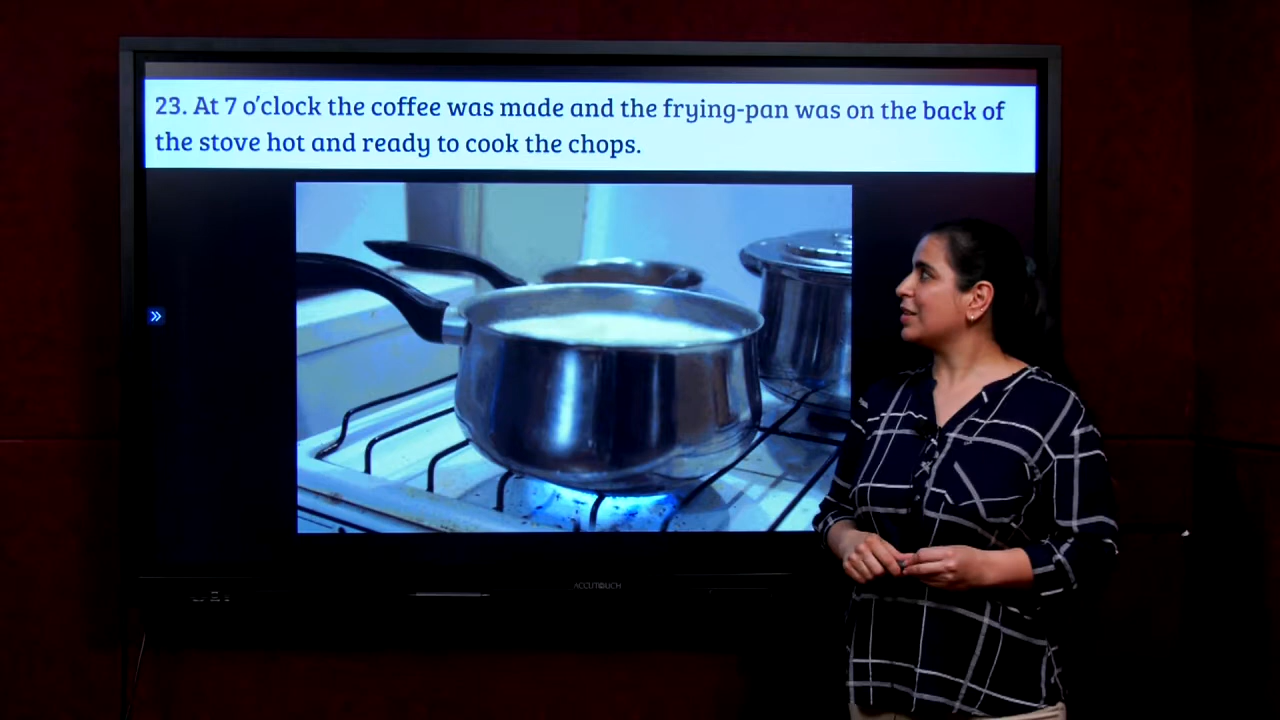 23. At 7 o'clock the coffee was made and the frying-pan was on the back of
the stove hot and ready to cook the chops.
ACCUTOUCH